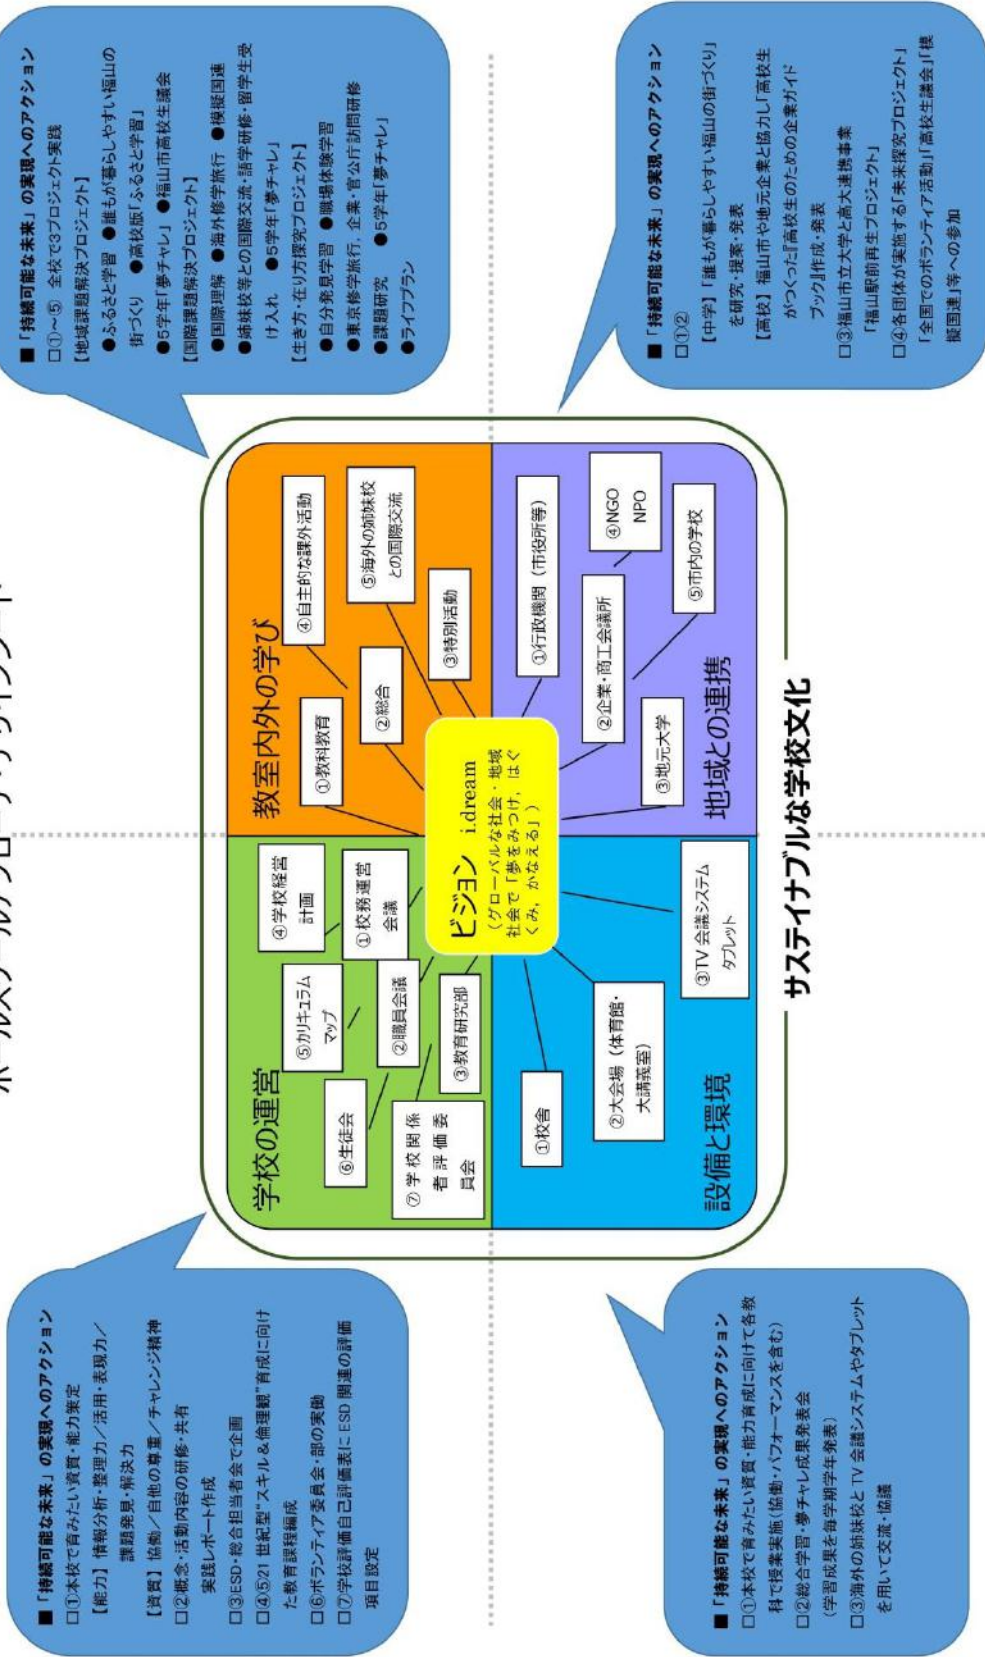 ホールスクールアプローチ・デザインシート
■「持続可能な未来」の実現へのアクション
□①本校で育みたい資質・能力策定
【能力】情報分析・整理力／活用・表現力／
課題発見・解決力
【資質】協働／自他の尊重／チャレンジ精神
□②概念・活動内容の研修・共有
実践レポート作成
□③ESD・総合担当者会で企画
□④⑤21世紀型“スキル＆倫理観”育成に向け
た教育課程編成
□⑥ボランティア委員会・部の実働
□⑦学校評価自己評価表にESD関連の評価
項目設定
■「持続可能な未来」の実現へのアクション
□①～⑤ 全校で3プロジェクト実践
【地域課題解決プロジェクト】
●ふるさと学習 ●誰もが暮らしやすい福山の
街づくり ●高校版「ふるさと学習」
●5学年「夢チャレ」 ●福山市高校生議会
【国際課題解決プロジェクト】
●国際理解 ●海外修学旅行 ●模擬国連
●姉妹校等との国際交流・語学研修・留学生受
け入れ ●5学年「夢チャレ」
【生き方・在り方探究プロジェクト】
●自分発見学習 ●職場体験学習
●東京修学旅行，企業・官公庁訪問研修
●課題研究 ●5学年「夢チャレ」
●ライフプラン
学校の運営
④学校経営
計画
⑤カリキュラム
マップ
①校務運営
会議
⑥生徒会
②職員会議
⑦学校関係
者評価委
員会
③教育研究部
教室内外の学び
①教科教育
④自主的な課外活動
②総合
⑤海外の姉妹校
との国際交流
③特別活動
ビジョン i.dream
（グローバルな社会・地域
社会で「夢をみつけ，はぐ
くみ，かなえる」）
①校舎
②大会場（体育館・
大講義室）
③TV会議システム
タブレット
設備と環境
①行政機関（市役所等）
②企業・商工会議所
④NGO
NPO
③地元大学
⑤市内の学校
地域との連携
サステイナブルな学校文化
■「持続可能な未来」の実現へのアクション
□①本校で育みたい資質・能力育成に向けて各教
科で授業実施(協働・パフォーマンスを含む)
□②総合学習・夢チャレ成果発表会
(学習成果を毎学期学年発表)
□③海外の姉妹校とTV会議システムやタブレット
を用いて交流・協議
■「持続可能な未来」の実現へのアクション
□①②
【中学】「誰もが暮らしやすい福山の街づくり」
を研究・提案・発表
【高校】福山市や地元企業と協力し「高校生
がつくった『高校生のための企業ガイド
ブック』作成・発表
□③福山市立大学と高大連携事業
「福山駅前再生プロジェクト」
□④各団体が実施する「未来探究プロジェクト」
「全国でのボランティア活動」「高校生議会」「模
擬国連」等への参加